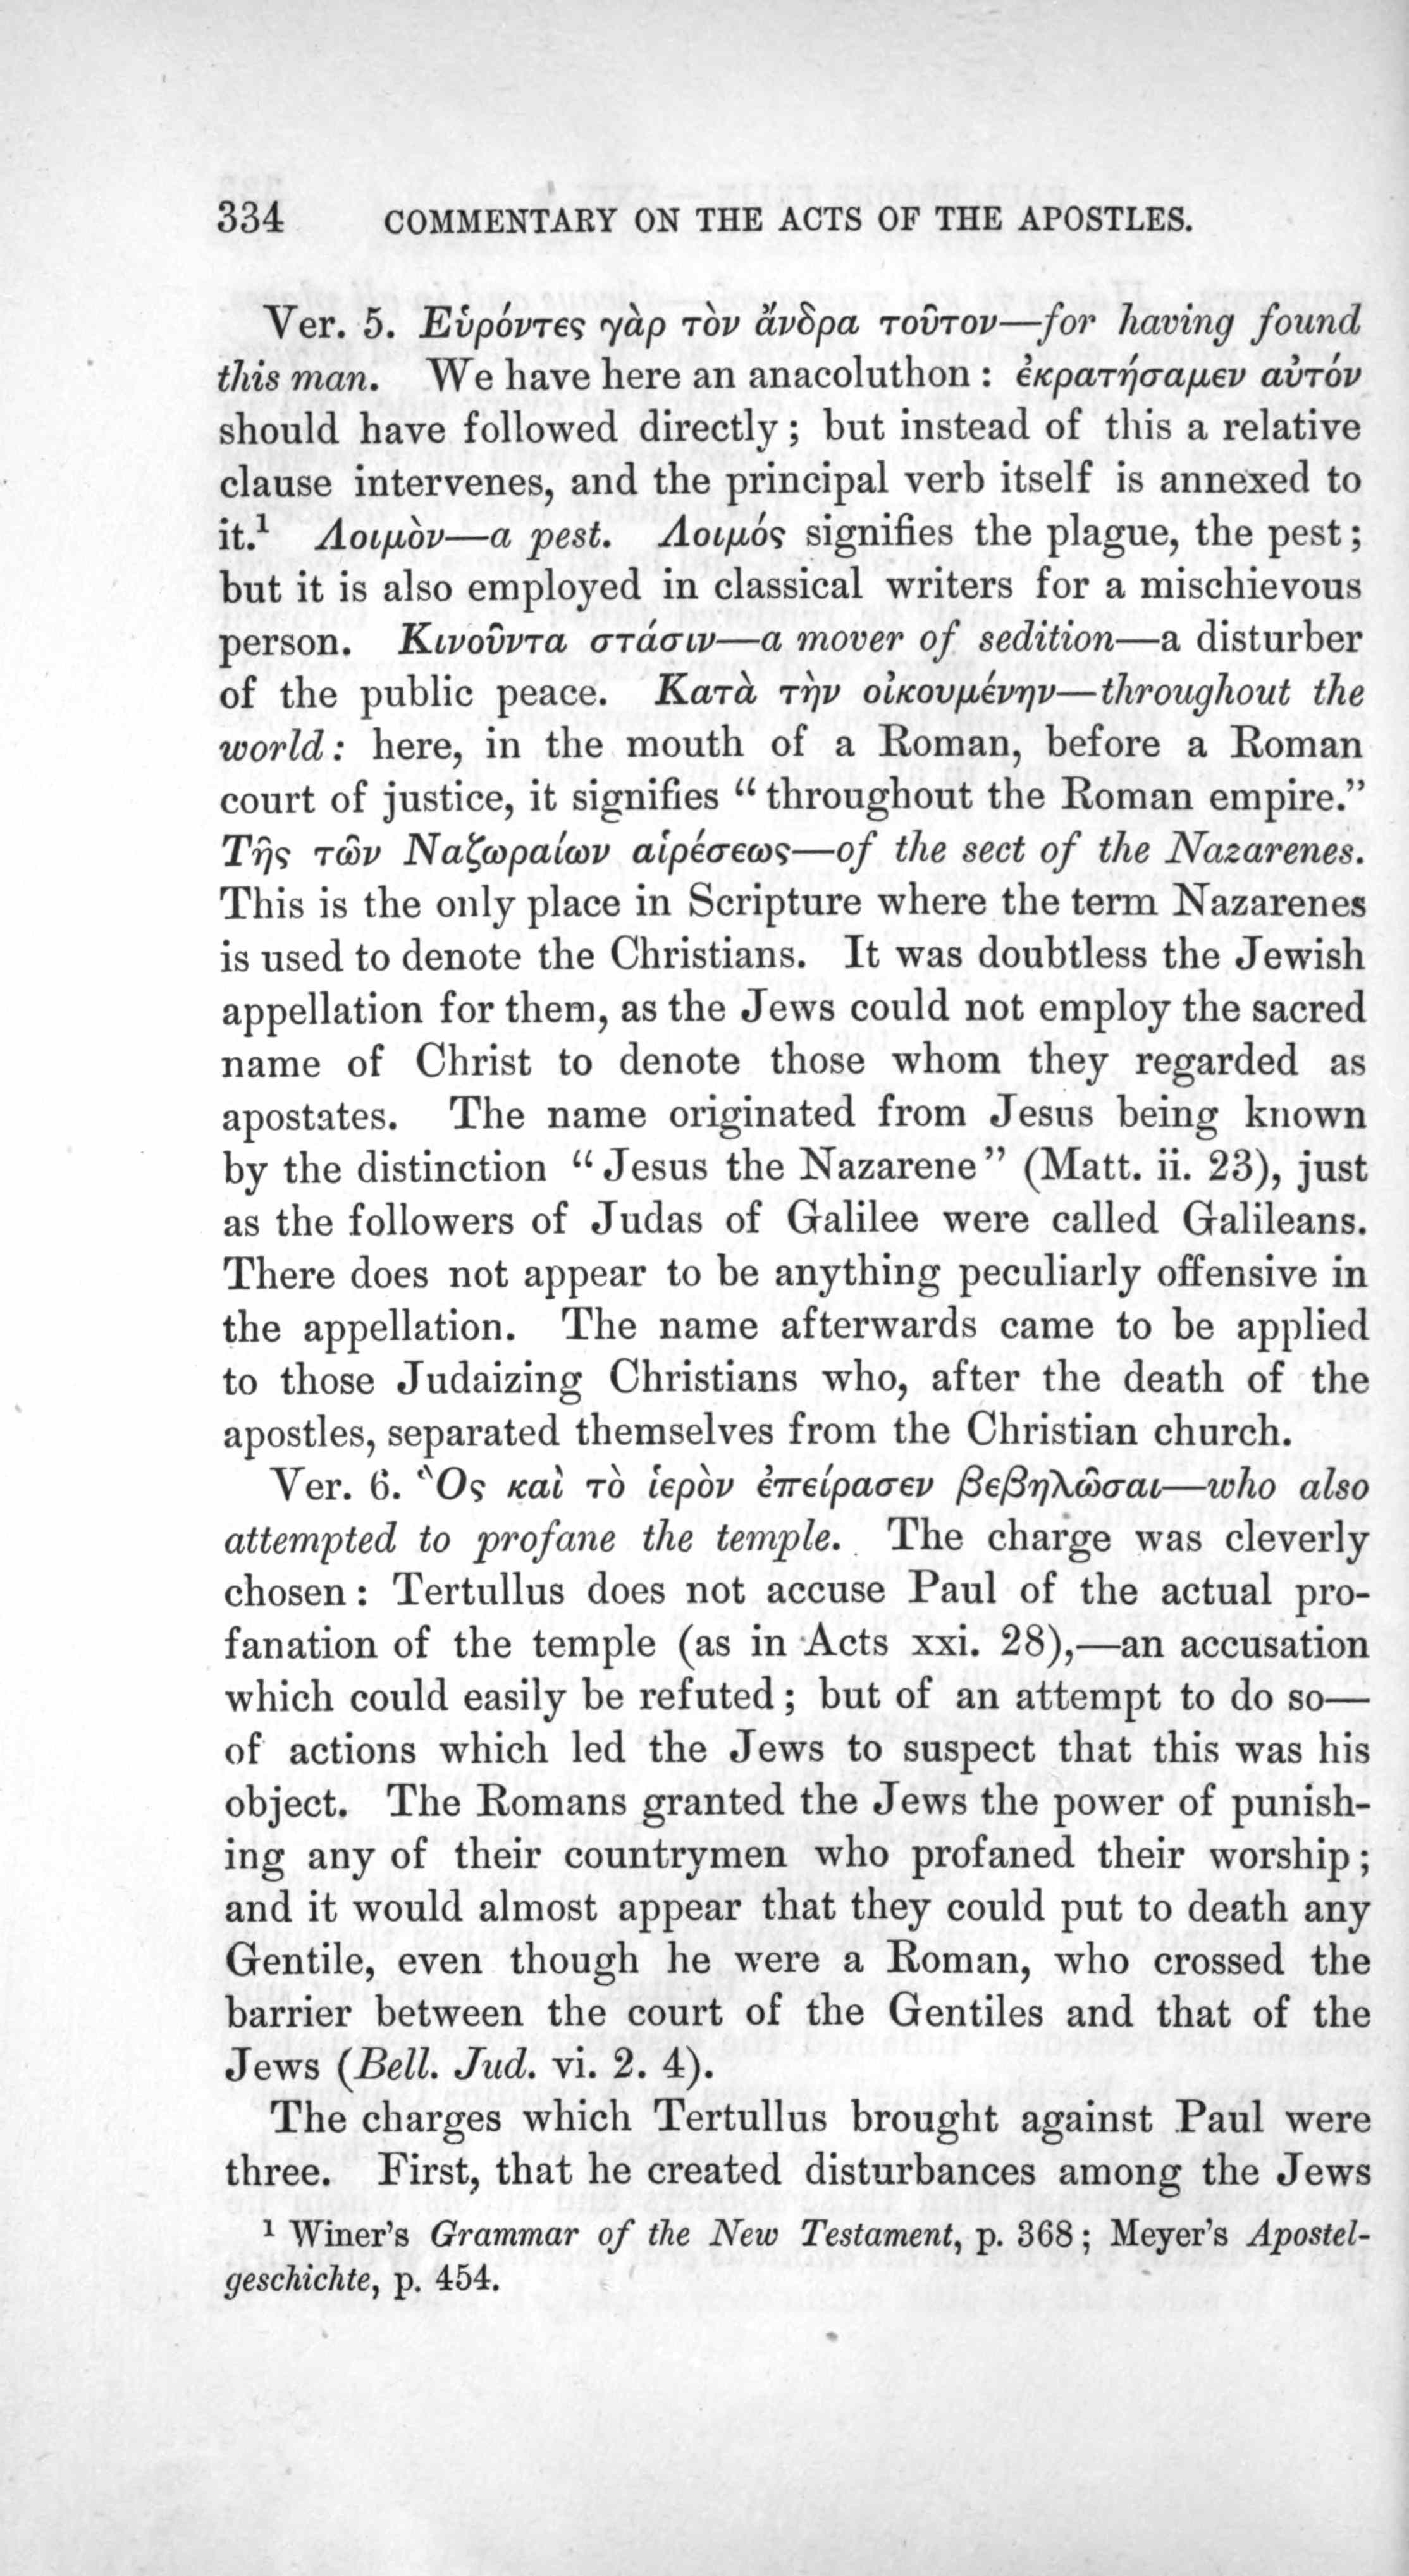 334 COMMENTARY ON THE ACTS OF THE APOSTLES.
Ver. 5. Εὑρόντες γὰρ τὸν ἄνδρα τοῦτον—for having found
this man. We have here an anacoluthon : ἐκρατήσαμεν αὐτόν
should have followed directly ; but instead of this a relative
clause intervenes, and the principal verb itself is annexed to
it.¹ Λοιμὸν—a pest. Λοιμός signifies the plague, the pest ;
but it is also employed in classical writers for a mischievous
person. Κινοῦντα στάσιν—a mover of sedition—a disturber
of the public peace. Κατὰ τὴν οἰκουμένην—throughout the
world : here, in the mouth of a Roman, before a Roman
court of justice, it signifies “ throughout the Roman empire.”
Τῆς τῶν Ναζωραίων αἱρέσεως—of the sect of the Nazarenes.
This is the only place in Scripture where the term Nazarenes
is used to denote the Christians. It was doubtless the Jewish
appellation for them, as the Jews could not employ the sacred
name of Christ to denote those whom they regarded as
apostates. The name originated from Jesus being known
by the distinction “ Jesus the Nazarene ” (Matt. ii. 23), just
as the followers of Judas of Galilee were called Galileans.
There does not appear to be anything peculiarly offensive in
the appellation. The name afterwards came to be applied
to those Judaizing Christians who, after the death of the
apostles, separated themselves from the Christian church.
Ver. 6. Ὃς καὶ τὸ ἱερὸν ἐπείρασεν βεβηλῶσαι—who also
attempted to profane the temple. The charge was cleverly
chosen : Tertullus does not accuse Paul of the actual pro-
fanation of the temple (as in Acts xxi. 28),—an accusation
which could easily be refuted ; but of an attempt to do so—
of actions which led the Jews to suspect that this was his
object. The Romans granted the Jews the power of punish-
ing any of their countrymen who profaned their worship ;
and it would almost appear that they could put to death any
Gentile, even though he were a Roman, who crossed the
barrier between the court of the Gentiles and that of the
Jews (Bell. Jud. vi. 2. 4).
The charges which Tertullus brought against Paul were
three. First, that he created disturbances among the Jews
¹ Winer’s Grammar of the New Testament, p. 368 ; Meyer’s Apostel-
geschichte, p. 454.